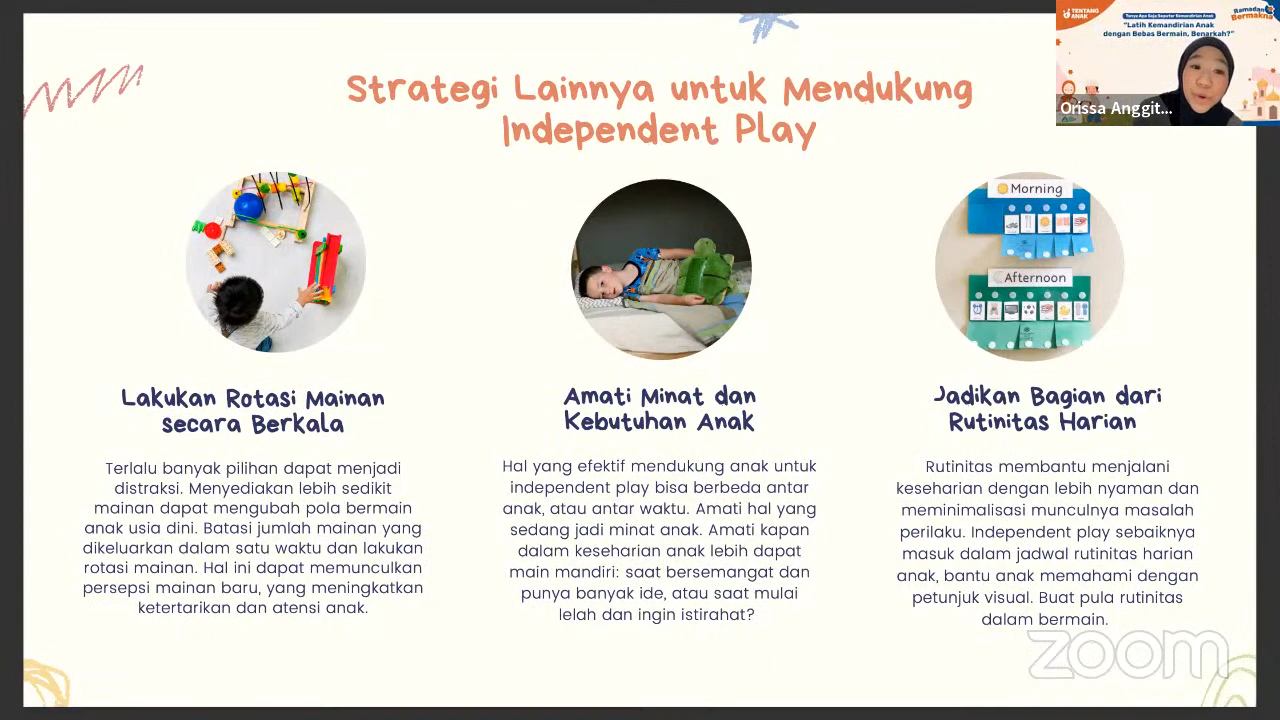 Strategi Lainnya untuk Mendukung
Independent Play
Lakukan Rotasi Mainan
secara Berkala
Terlalu banyak pilihan dapat menjadi
distraksi. Menyediakan lebih sedikit
mainan dapat mengubah pola bermain
anak usia dini. Batasi jumlah mainan yang
dikeluarkan dalam satu waktu dan lakukan
rotasi mainan. Hal ini dapat memunculkan
persepsi mainan baru, yang meningkatkan
ketertarikan dan atensi anak.
Amati Minat dan
Kebutuhan Anak
Hal yang efektif mendukung anak untuk
independent play bisa berbeda antar
anak, atau antar waktu. Amati hal yang
sedang jadi minat anak. Amati kapan
dalam keseharian anak lebih dapat
main mandiri: saat bersemangat dan
punya banyak ide, atau saat mulai
lelah dan ingin istirahat?
Morning
Afternoon
Jadikan Bagian dari
Rutinitas Harian
Rutinitas membantu menjalani
keseharian dengan lebih nyaman dan
meminimalisasi munculnya masalah
perilaku. Independent play sebaiknya
masuk dalam jadwal rutinitas harian
anak, bantu anak memahami dengan
petunjuk visual. Buat pula rutinitas
dalam bermain.
TENTANG
ANAK
Tanya Apa Saja Seputar Kemandirian Anak
"Latih Kemandirian Anak
dengan Bebas Bermain, Benarkah?"
Ramadan
Bermakna
Orissa Anggit...
zoom